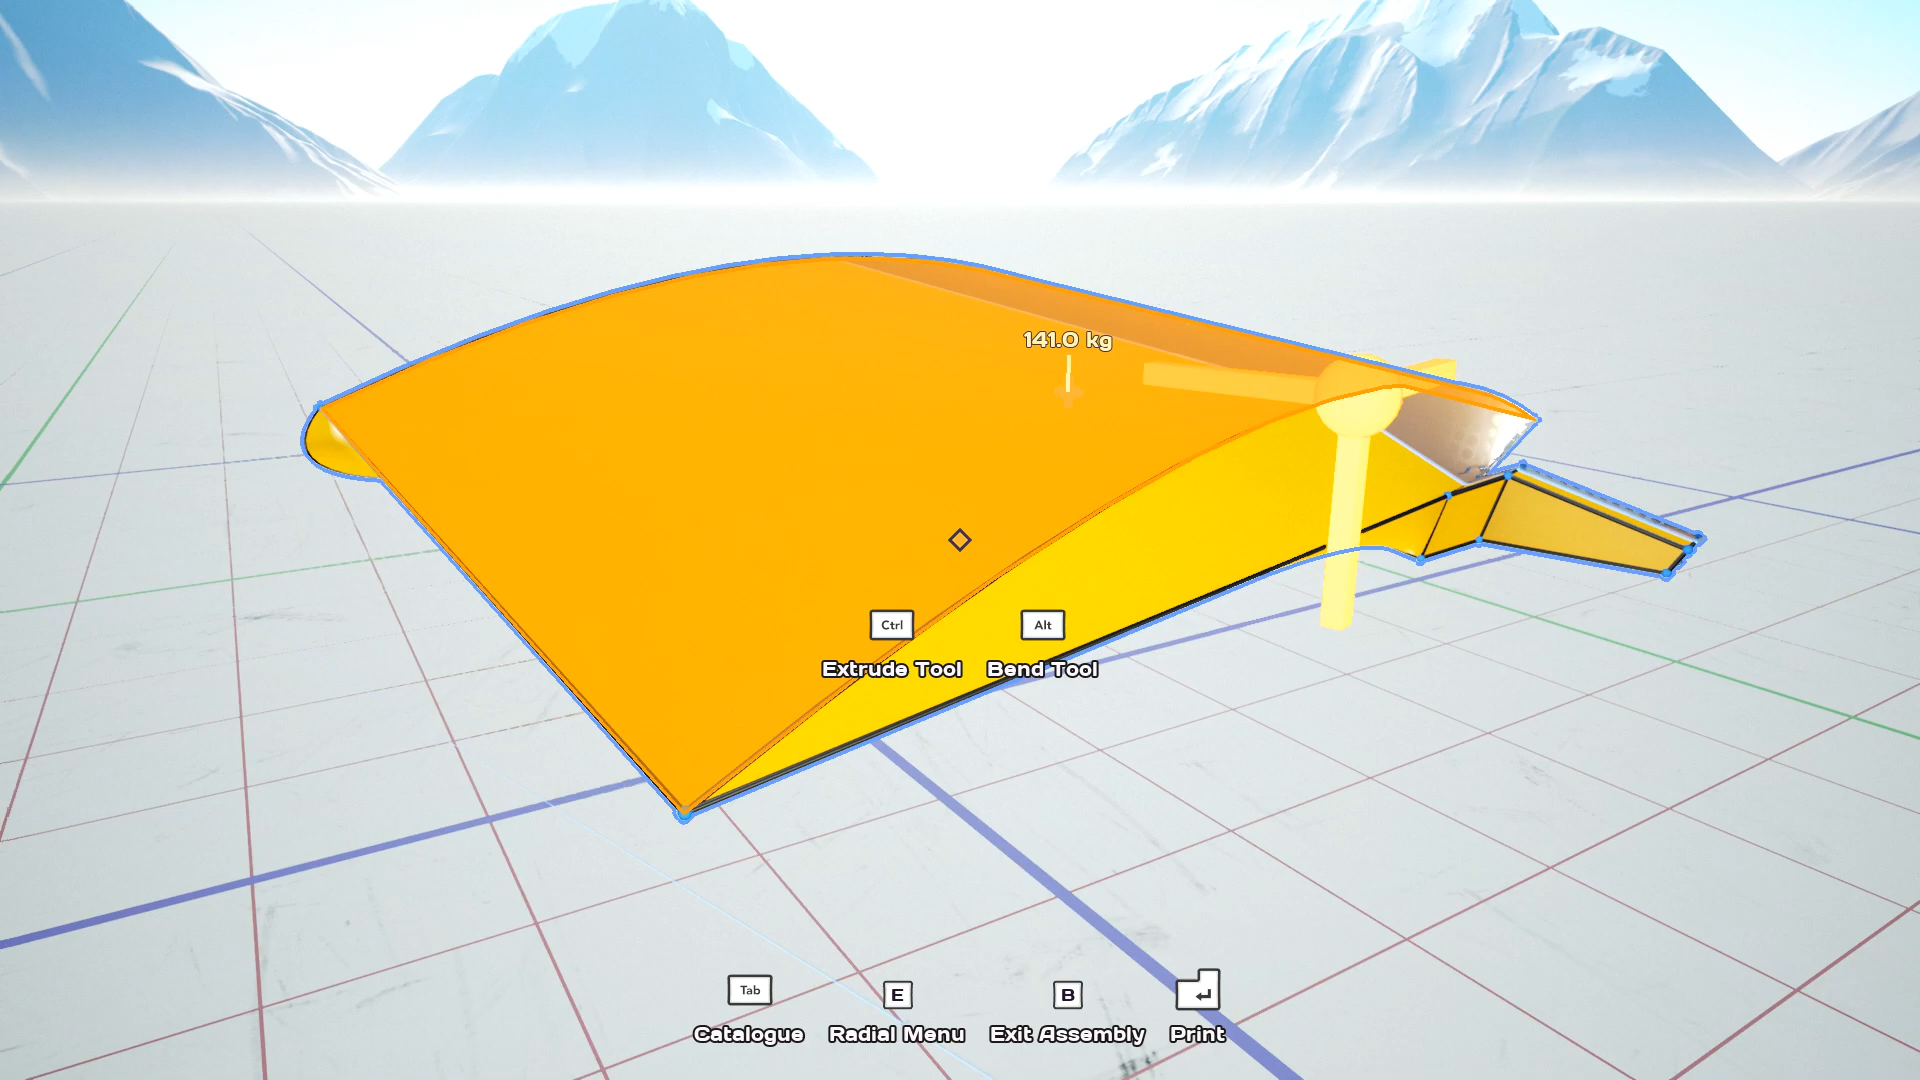 141.0 kg
Ctrl Alt
Extrude Tool Bend Tool
Tab E B
Catalogue Radial Menu Exit Assembly Print